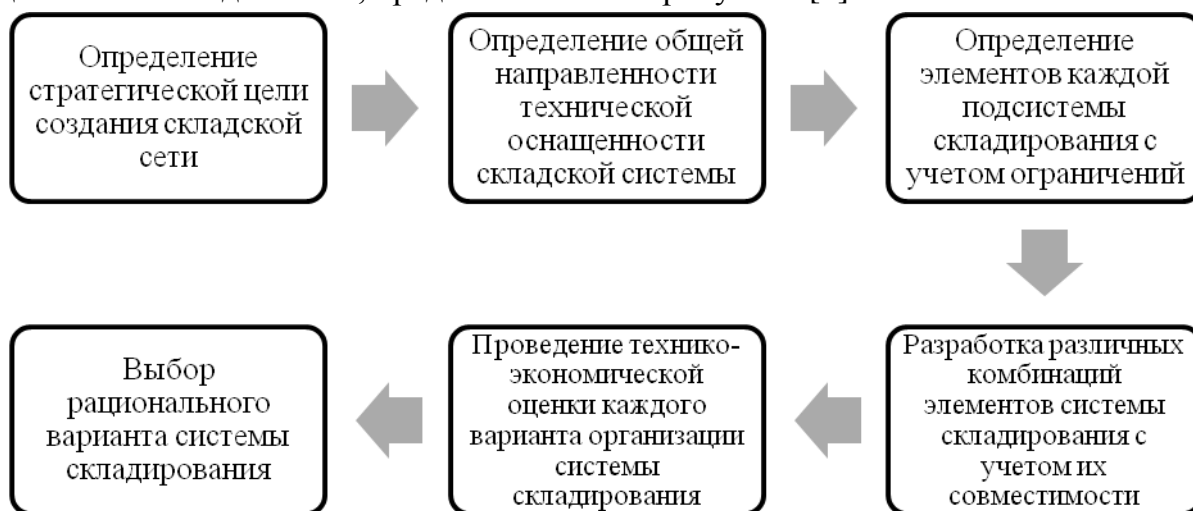 Определение
стратегической цели
создания складской
сети
Определение общей
направленности
технической
оснащенности
складской системы
Определение
элементов каждой
подсистемы
складирования с
учетом ограничений
Разработка различных
комбинаций
элементов системы
складирования с
учетом их
совместимости
Проведение технико-
экономической
оценки каждого
варианта организации
системы
складирования
Выбор
рационального
варианта системы
складирования